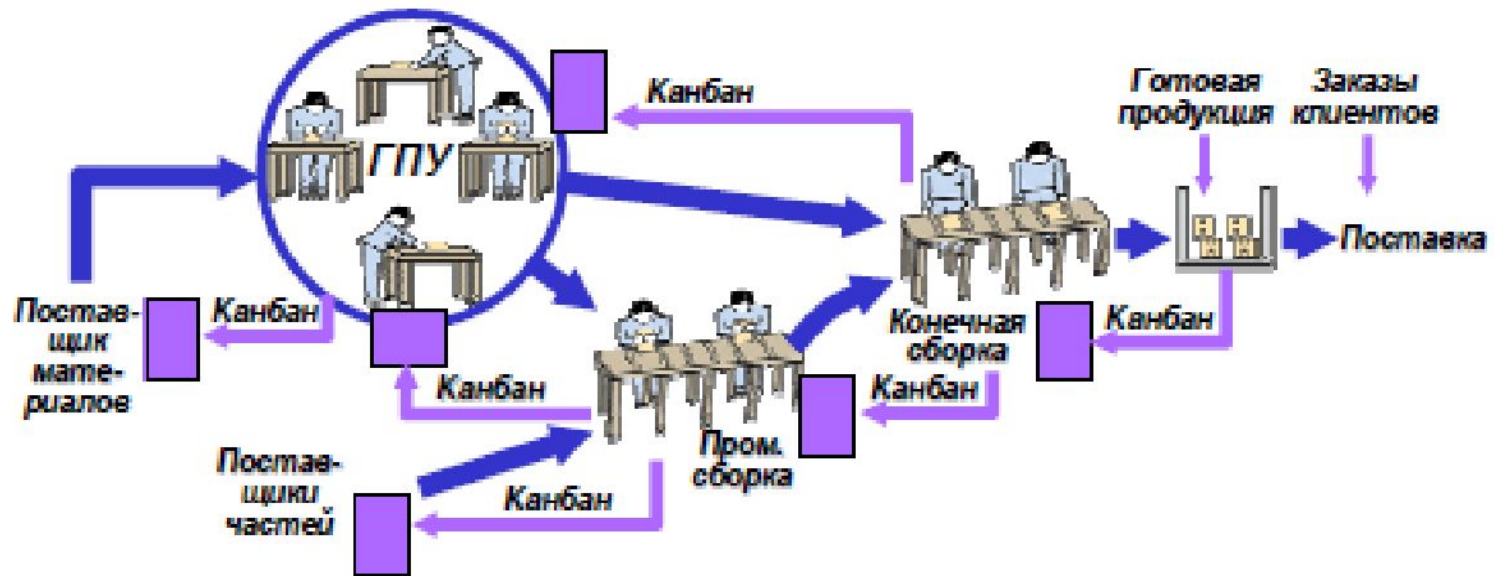 Канбан
Готовая
продукция
Заказы
клиентов
ГПУ
Поставка
Постав-
щик
мате-
риалов
Канбан
Канбан
Конечная
сборка
Канбан
Канбан
Пром.
сборка
Постав-
щики
частей
Канбан